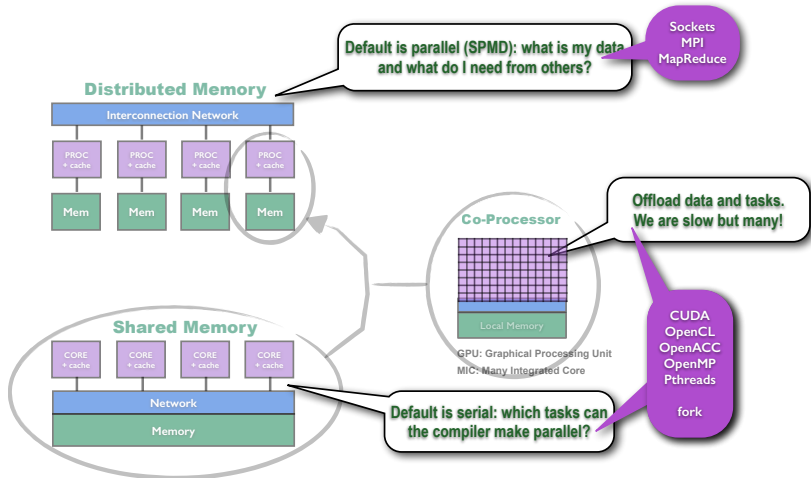 Default is parallel (SPMD): what is my data
and what do I need from others?
Sockets
MPI
MapReduce
Distributed Memory
Interconnection Network
PROC
+ cache
PROC
+ cache
PROC
+ cache
PROC
+ cache
Mem
Mem
Mem
Mem
Offload data and tasks.
We are slow but many!
Co-Processor
Local Memory
GPU: Graphical Processing Unit
MIC: Many Integrated Core
CUDA
OpenCL
OpenACC
OpenMP
Pthreads
fork
Shared Memory
CORE
+ cache
CORE
+ cache
CORE
+ cache
CORE
+ cache
Network
Memory
Default is serial: which tasks can
the compiler make parallel?